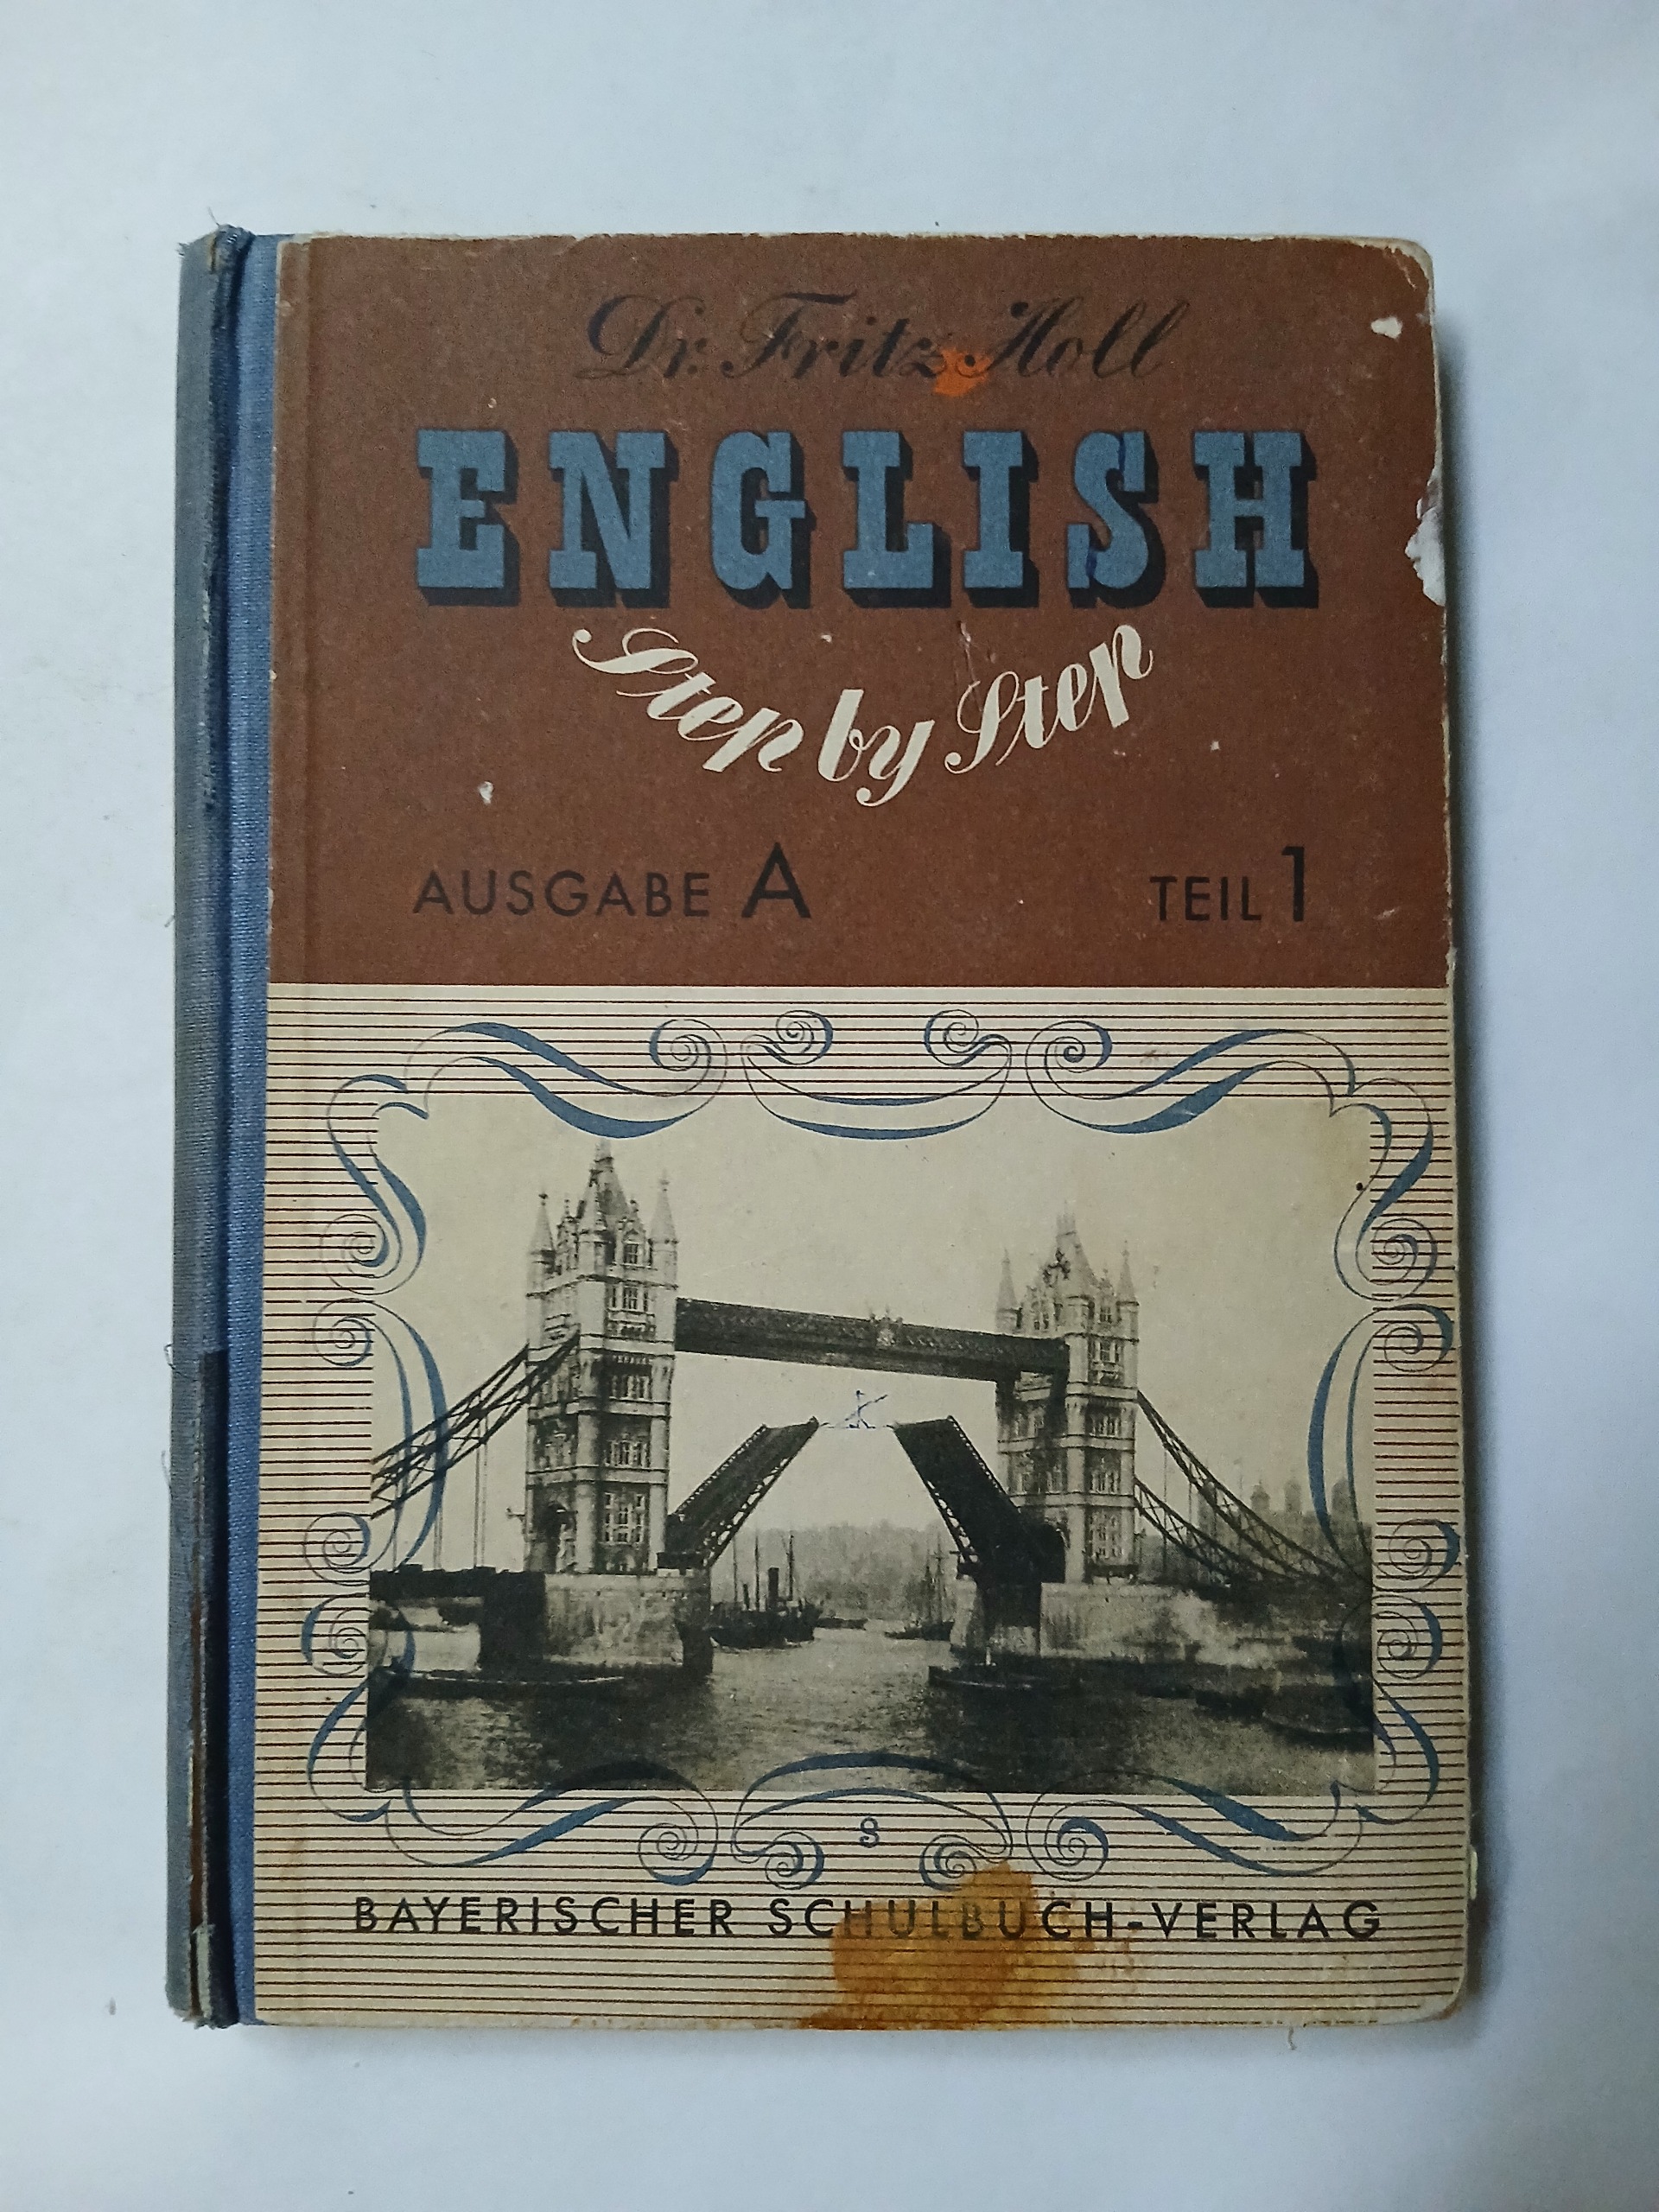 Dr. Fritz Holl
ENGLISH
Step by Step
AUSGABE A TEIL 1
BAYERISCHER SCHULBUCH-VERLAG